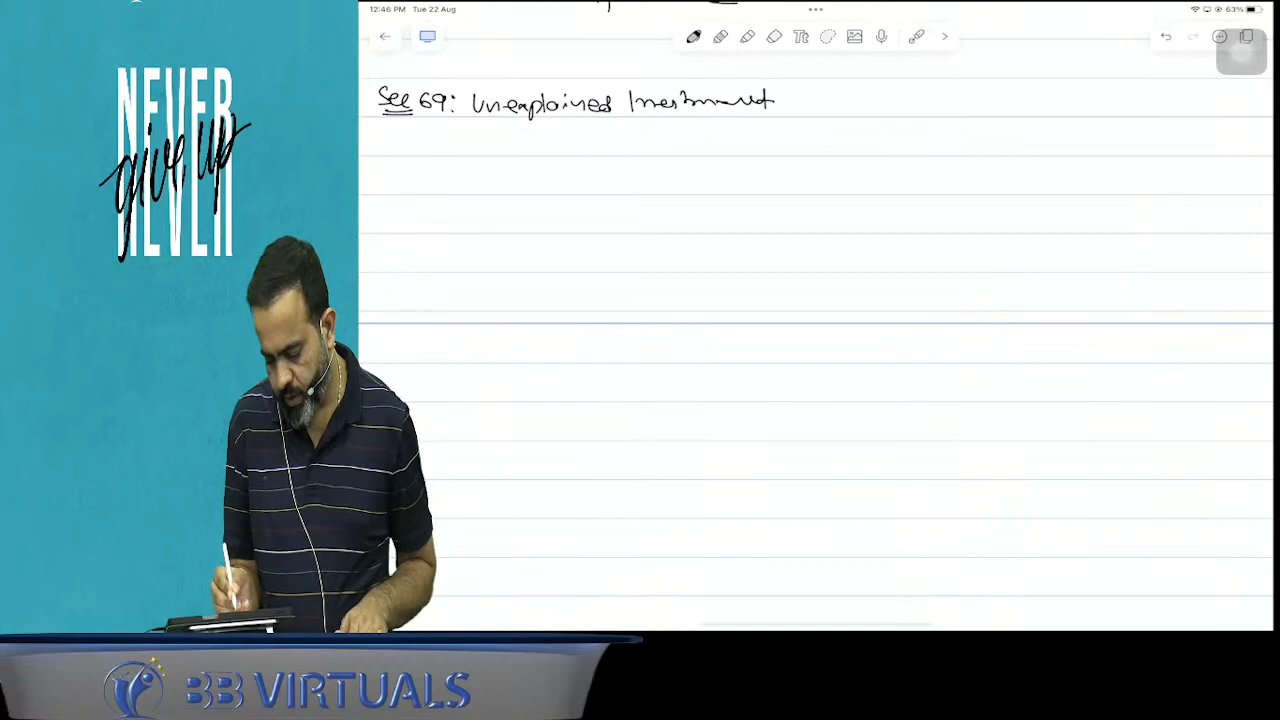 12:46 PM Tue 22 Aug
63%
NEVER
give up
NEVER
Sec 69: Unexplained Investment
BB VIRTUALS